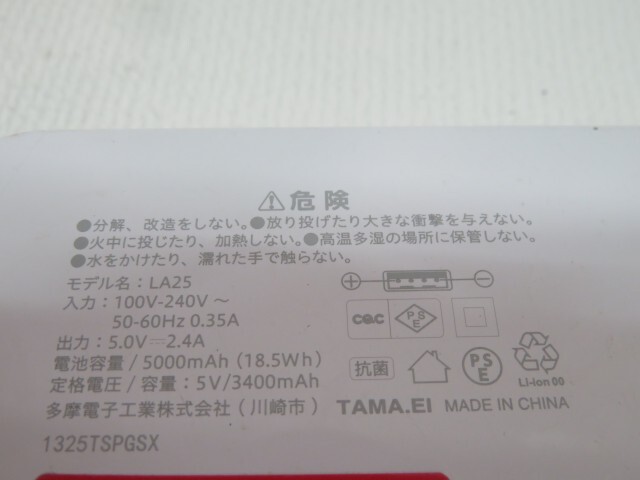 ⚠危険
●分解、改造をしない。●放り投げたり大きな衝撃を与えない。
●火中に投じたり、加熱しない。●高温多湿の場所に保管しない。
●水をかけたり、濡れた手で触らない。
モデル名：LA25
入力：100V-240V～
50-60Hz 0.35A
出力：5.0V⎓2.4A
電池容量/5000mAh(18.5Wh)
定格電圧/容量：5V/3400mAh
多摩電子工業株式会社(川崎市)
1325TSPGSX
+ −
CQC PSE
抗菌 PSE
Li-ion 00
TAMA.EI MADE IN CHINA